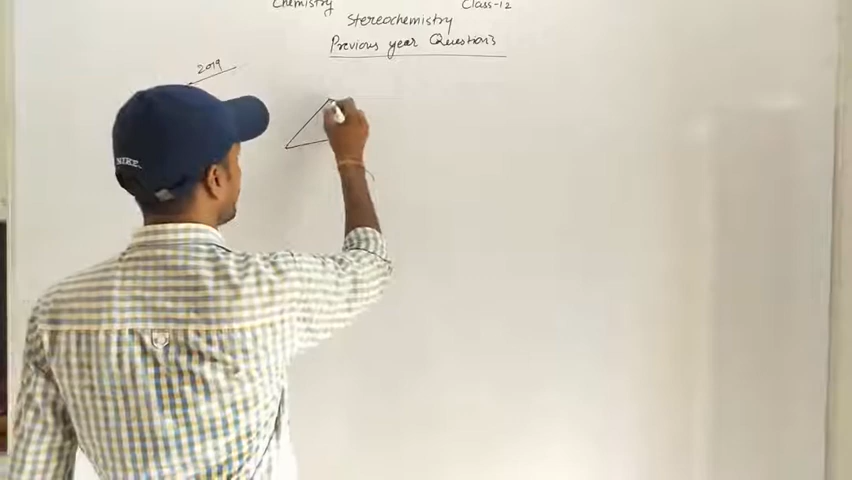 Chemistry Class-12
Stereochemistry
Previous year Questions
2019
NIKE